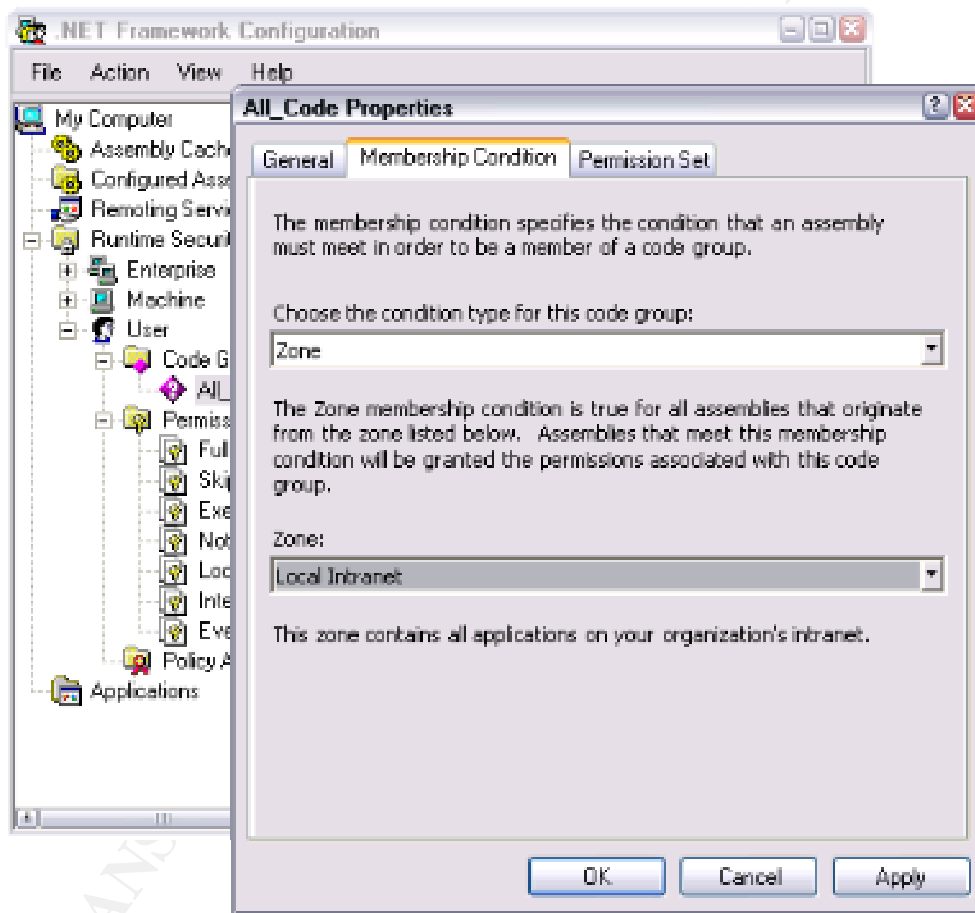 .NET Framework Configuration
File Action View Help
My Computer
Assembly Cach
Configured Asse
Remoting Servi
Runtime Securit
Enterprise
Machine
User
Code G
All_
Permiss
Full
Skip
Exe
Not
Loc
Inte
Eve
Policy A
Applications
All_Code Properties
General Membership Condition Permission Set
The membership condition specifies the condition that an assembly
must meet in order to be a member of a code group.
Choose the condition type for this code group:
Zone
The Zone membership condition is true for all assemblies that originate
from the zone listed below. Assemblies that meet this membership
condition will be granted the permissions associated with this code
group.
Zone:
Local Intranet
This zone contains all applications on your organization's intranet.
OK Cancel Apply